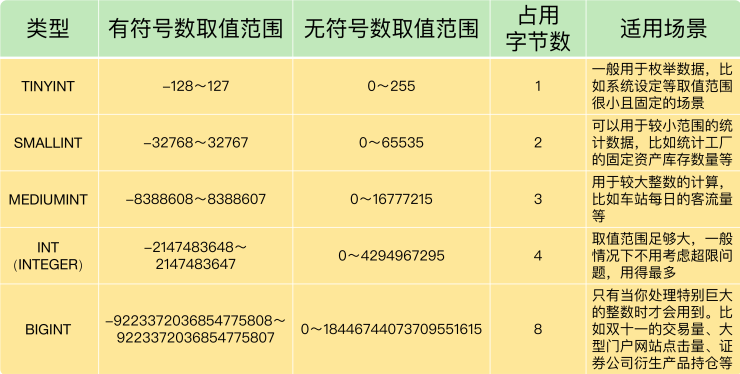 类型 有符号数取值范围 无符号数取值范围 占用字节数 适用场景
TINYINT -128~127 0~255 1 一般用于枚举数据,比
如系统设定等取值范围
很小且固定的场景
SMALLINT -32768~32767 0~65535 2 可以用于较小范围的统
计数据,比如统计工厂
的固定资产库存数量等
MEDIUMINT -8388608~8388607 0~16777215 3 用于较大整数的计算,
比如车站每日的客流量
等
INT
(INTEGER) -2147483648~
2147483647 0~4294967295 4 取值范围足够大,一般
情况下不用考虑超限问
题,用得最多
BIGINT -9223372036854775808~
9223372036854775807 0~18446744073709551615 8 只有当你处理特别巨大
的整数时才会用到。比
如双十一的交易量、大
型门户网站点击量、证
券公司衍生产品持仓等